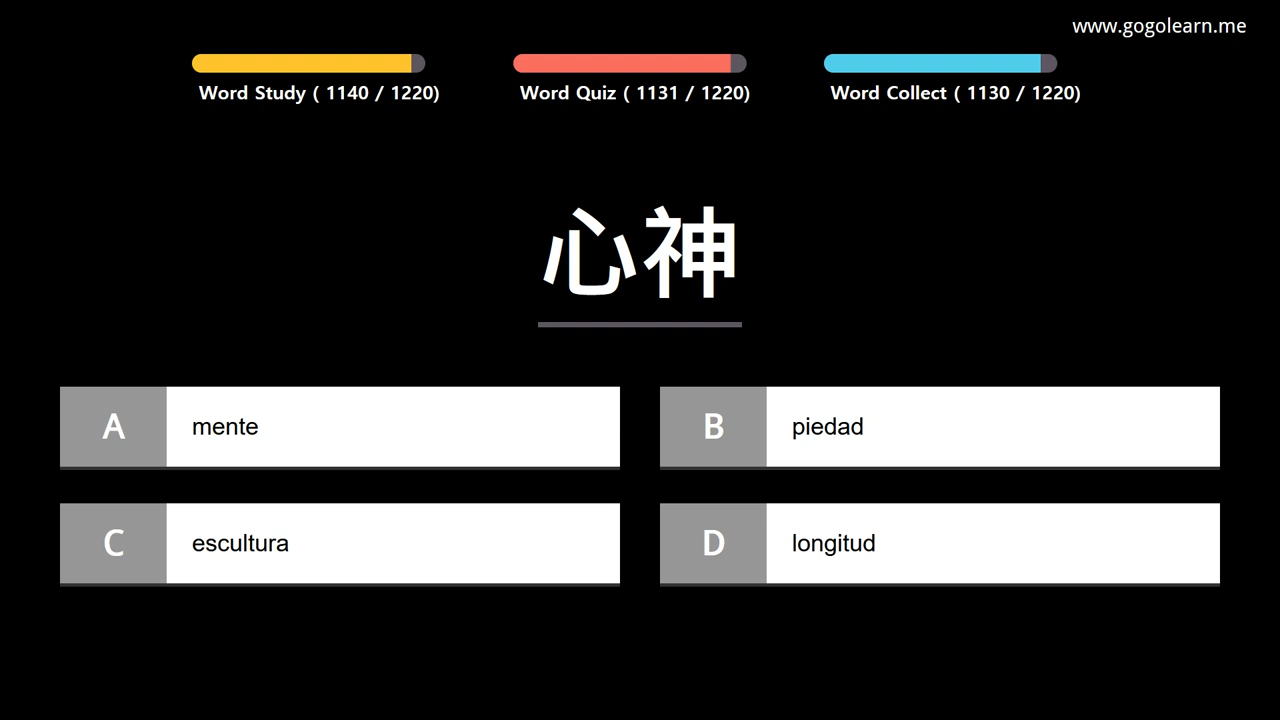 www.gogolearn.me
Word Study ( 1140 / 1220)
Word Quiz ( 1131 / 1220)
Word Collect ( 1130 / 1220)
心神
A mente
B piedad
C escultura
D longitud